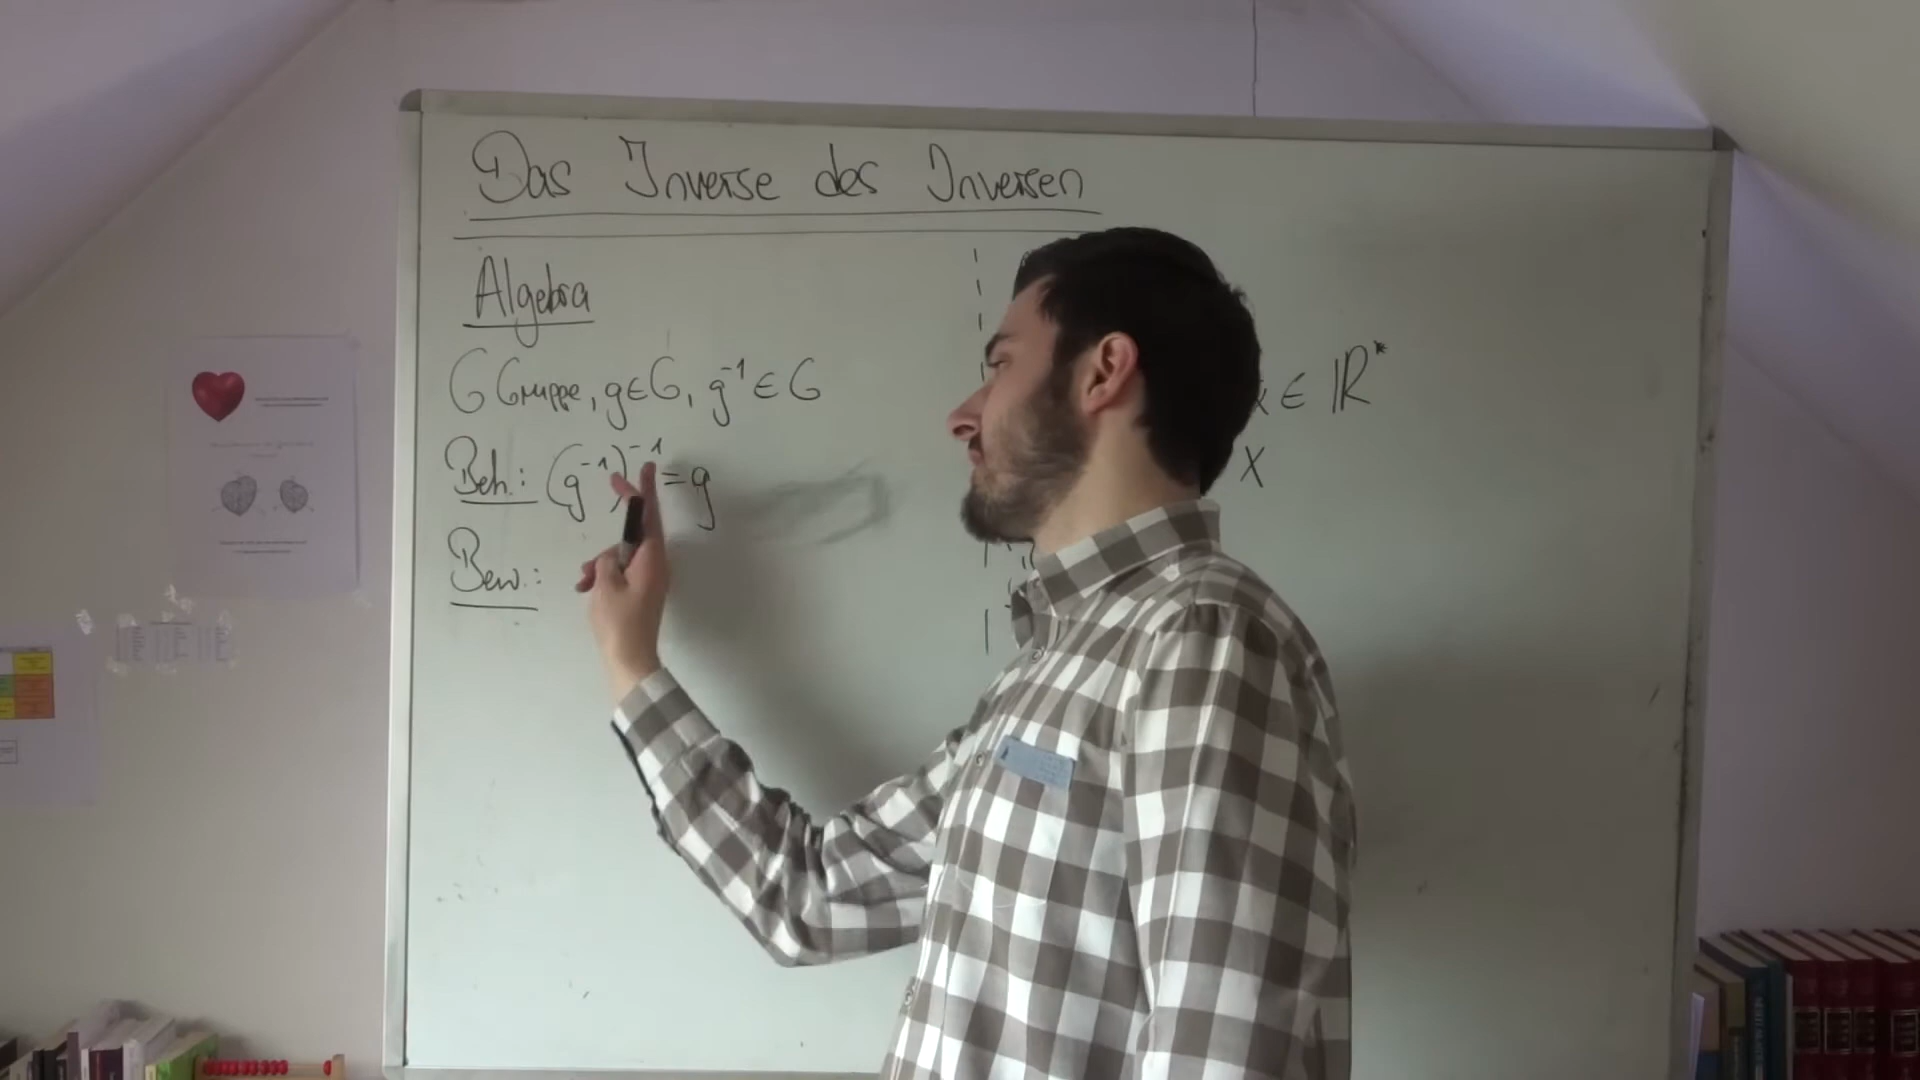 Das Inverse des Inversen
Algebra
G Gruppe, g∈G, g⁻¹∈G
Beh.: (g⁻¹)⁻¹=g
Bew.:
x ∈ ℝ*
x